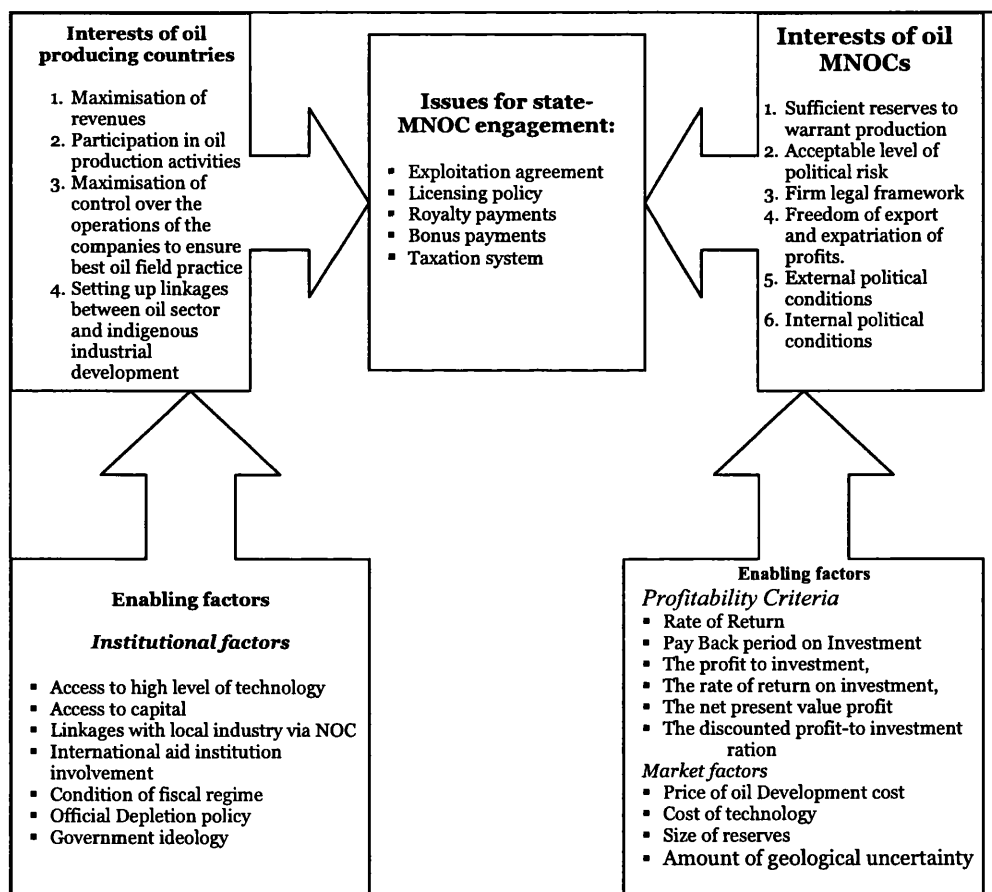 Interests of oil
producing countries
1. Maximisation of
revenues
2. Participation in oil
production activities
3. Maximisation of
control over the
operations of the
companies to ensure
best oil field practice
4. Setting up linkages
between oil sector
and indigenous
industrial
development
Issues for state-
MNOC engagement:
▪ Exploitation agreement
▪ Licensing policy
▪ Royalty payments
▪ Bonus payments
▪ Taxation system
Interests of oil
MNOCs
1. Sufficient reserves to
warrant production
2. Acceptable level of
political risk
3. Firm legal framework
4. Freedom of export
and expatriation of
profits.
5. External political
conditions
6. Internal political
conditions
Enabling factors
Institutional factors
▪ Access to high level of technology
▪ Access to capital
▪ Linkages with local industry via NOC
▪ International aid institution
involvement
▪ Condition of fiscal regime
▪ Official Depletion policy
▪ Government ideology
Enabling factors
Profitability Criteria
▪ Rate of Return
▪ Pay Back period on Investment
▪ The profit to investment,
▪ The rate of return on investment,
▪ The net present value profit
▪ The discounted profit-to investment
ration
Market factors
▪ Price of oil Development cost
▪ Cost of technology
▪ Size of reserves
▪ Amount of geological uncertainty